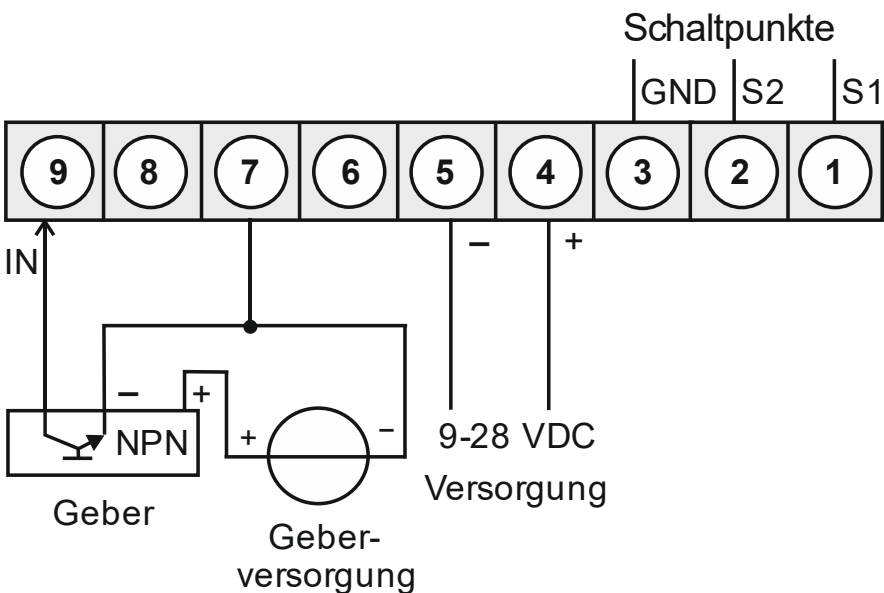 Schaltpunkte
GND S2 S1
9 8 7 6 5 4 3 2 1
IN
– +
– +
NPN
+ –
9-28 VDC
Versorgung
Geber
Geber-
versorgung